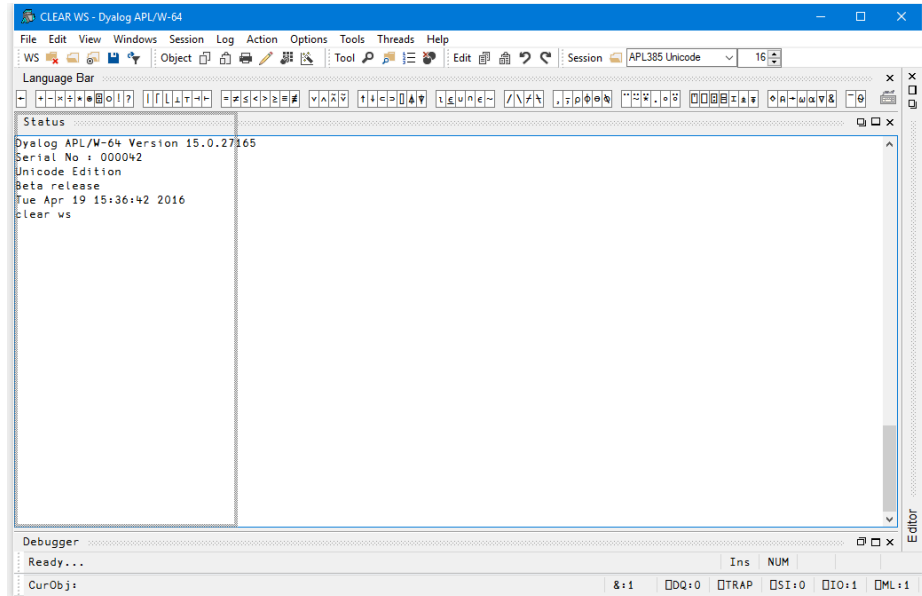 CLEAR WS - Dyalog APL/W-64
File Edit View Windows Session Log Action Options Tools Threads Help
WS Object Tool Edit Session APL385 Unicode 16
Language Bar
← + - × ÷ * ⍟ ⌹ ○ ! ? | ⌈ ⌊ ⊥ ⊤ ⊣ ⊢ = ≠ ≤ < > ≥ ≡ ≢ ∨ ∧ ⍲ ⍱ ↑ ↓ ⊂ ⊃ ⌷ ⍋ ⍒ ⍳ ⍷ ∪ ∩ ∊ ~ / \ ⌿ ⍀ , ⍪ ⍴ ⌽ ⊖ ⍉ ¨ ⍨ ⍣ . ∘ ⍤ ⍞ ⎕ ⍠ ⌸ ⌶ ⍎ ⍕ ⋄ ⍝ → ⍵ ⍺ ∇ & ¯ ⍬
Status
Dyalog APL/W-64 Version 15.0.27165
Serial No : 000042
Unicode Edition
Beta release
Tue Apr 19 15:36:42 2016
clear ws
Editor
Debugger
Ready... Ins NUM
CurObj: &:1 ⎕DQ:0 ⎕TRAP ⎕SI:0 ⎕IO:1 ⎕ML:1